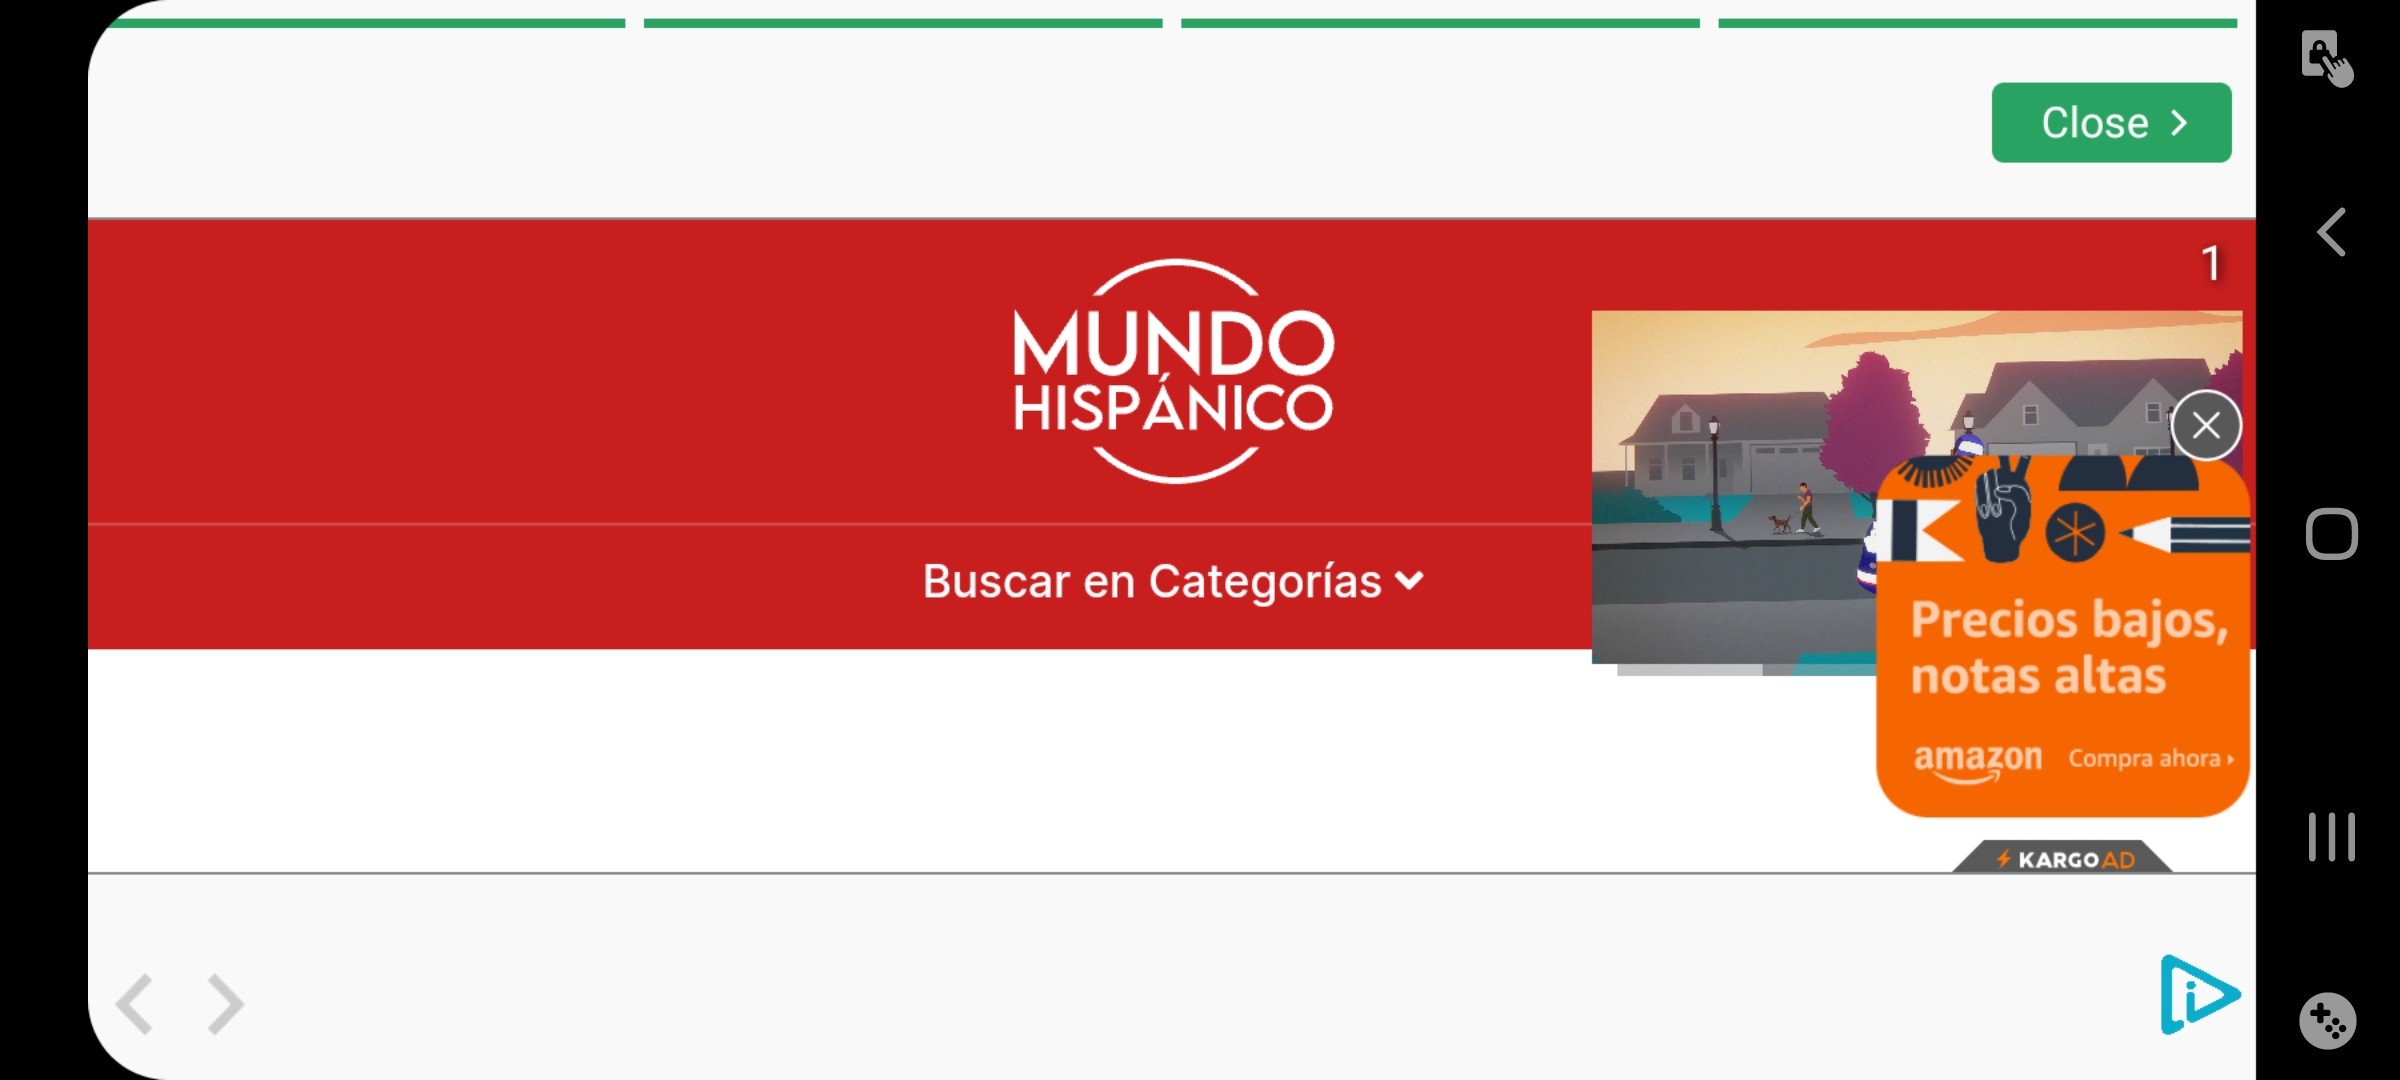 Close
1
MUNDO
HISPÁNICO
Buscar en Categorías
Precios bajos,
notas altas
amazon Compra ahora
KARGO AD